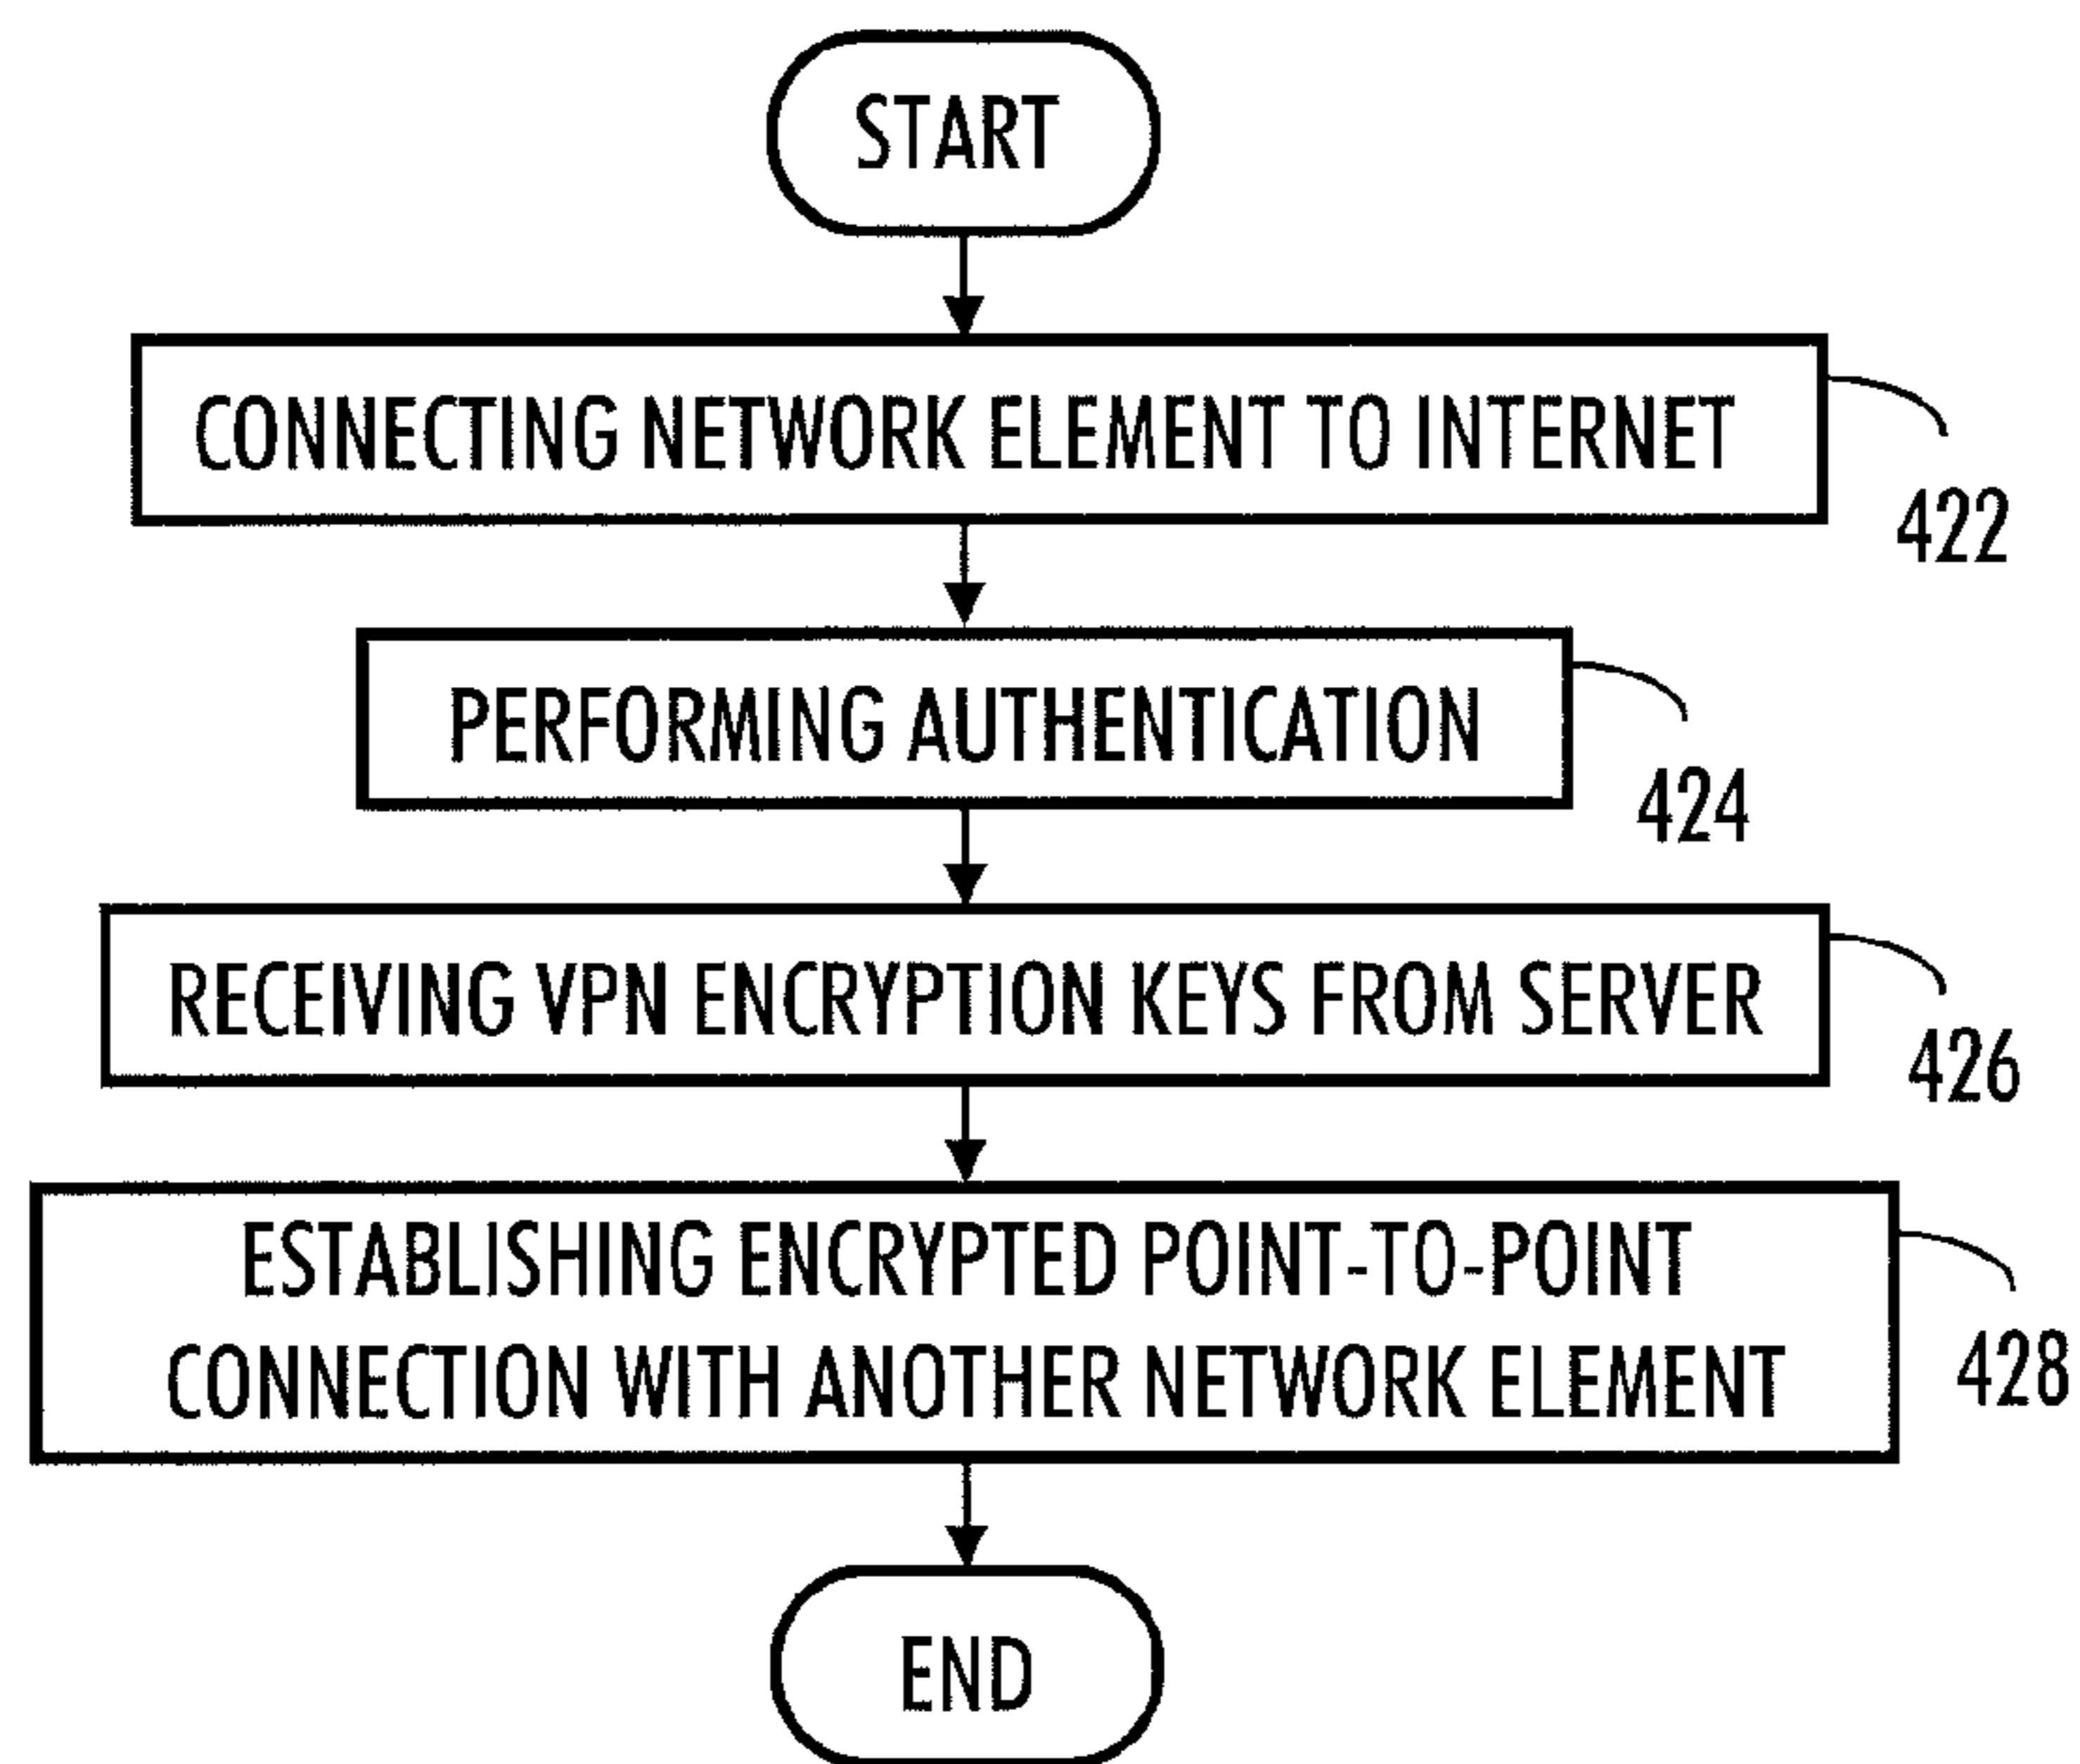 START
CONNECTING NETWORK ELEMENT TO INTERNET
422
PERFORMING AUTHENTICATION
424
RECEIVING VPN ENCRYPTION KEYS FROM SERVER
426
ESTABLISHING ENCRYPTED POINT-TO-POINT
CONNECTION WITH ANOTHER NETWORK ELEMENT
428
END